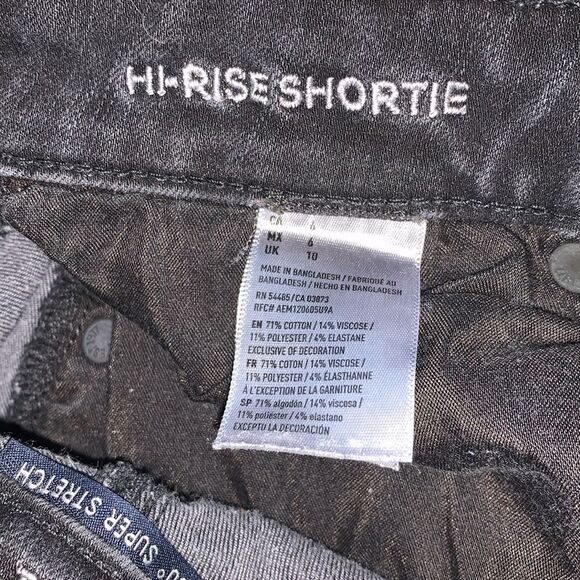 HI-RISE SHORTIE
CA
MX 6
UK 10
MADE IN BANGLADESH / FABRIQUÉ AU
BANGLADESH / HECHO EN BANGLADESH
RN 54485/CA 03873
RFC# AEM120605U9A
EN 71% COTTON / 14% VISCOSE /
11% POLYESTER / 4% ELASTANE
EXCLUSIVE OF DECORATION
FR 71% COTON / 14% VISCOSE /
11% POLYESTER / 4% ÉLASTHANNE
À L'EXCEPTION DE LA GARNITURE
SP 71% algodón / 14% viscosa /
11% poliéster / 4% elastano
EXCEPTO LA DECORACIÓN
0° SUPER STRETCH